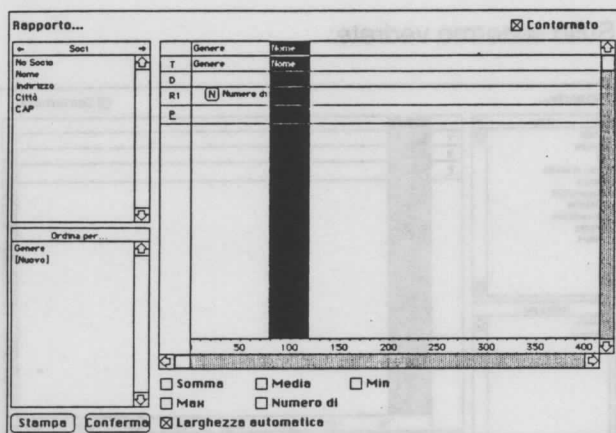 Rapporto...
Contornato
Soci
No Socio
Nome
Indirizzo
Città
CAP
Ordina per...
Genere
[Nuovo]
Genere Nome
T Genere Nome
D
R1 N Numero di
P
50 100 150 200 250 300 350 400
Somma Media Min
Max Numero di
Larghezza automatica
Stampa Conferma